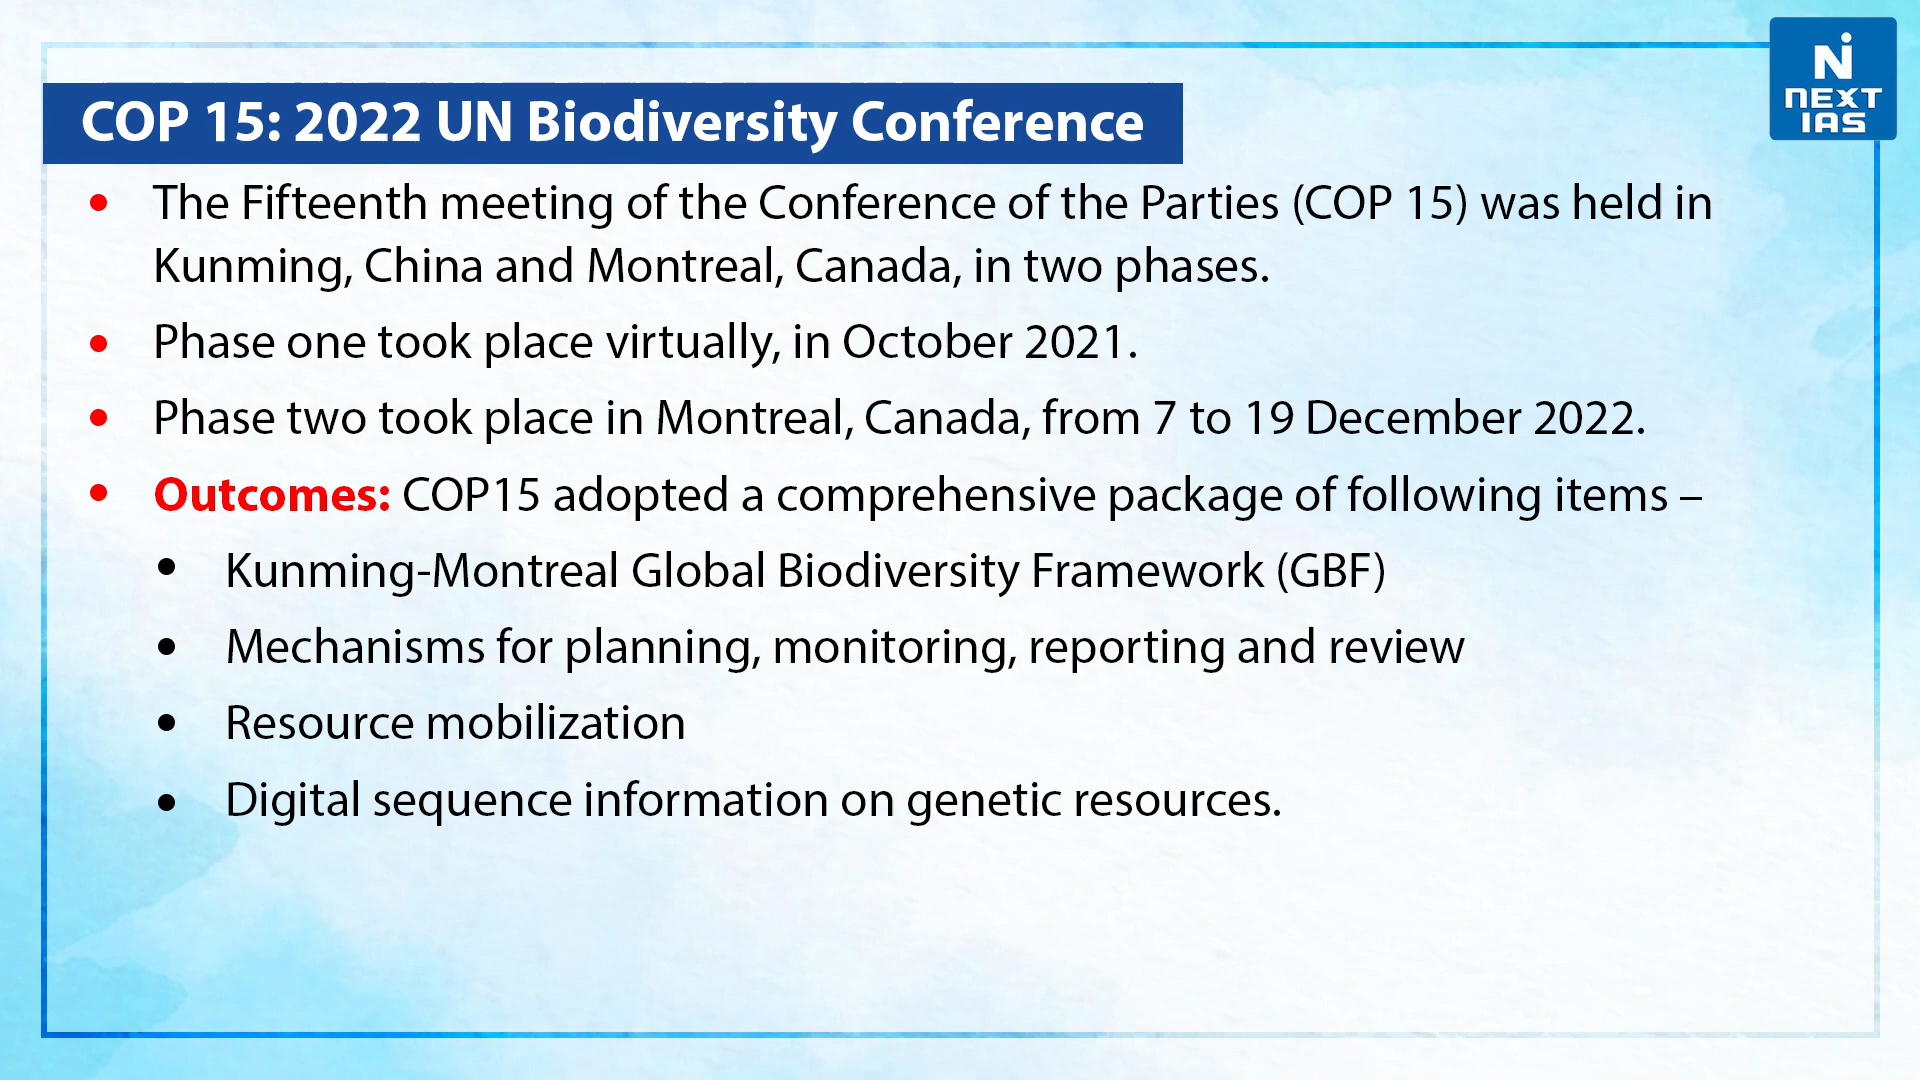 NEXT
IAS
COP 15: 2022 UN Biodiversity Conference
• The Fifteenth meeting of the Conference of the Parties (COP 15) was held in
Kunming, China and Montreal, Canada, in two phases.
• Phase one took place virtually, in October 2021.
• Phase two took place in Montreal, Canada, from 7 to 19 December 2022.
• Outcomes: COP15 adopted a comprehensive package of following items –
• Kunming-Montreal Global Biodiversity Framework (GBF)
• Mechanisms for planning, monitoring, reporting and review
• Resource mobilization
• Digital sequence information on genetic resources.